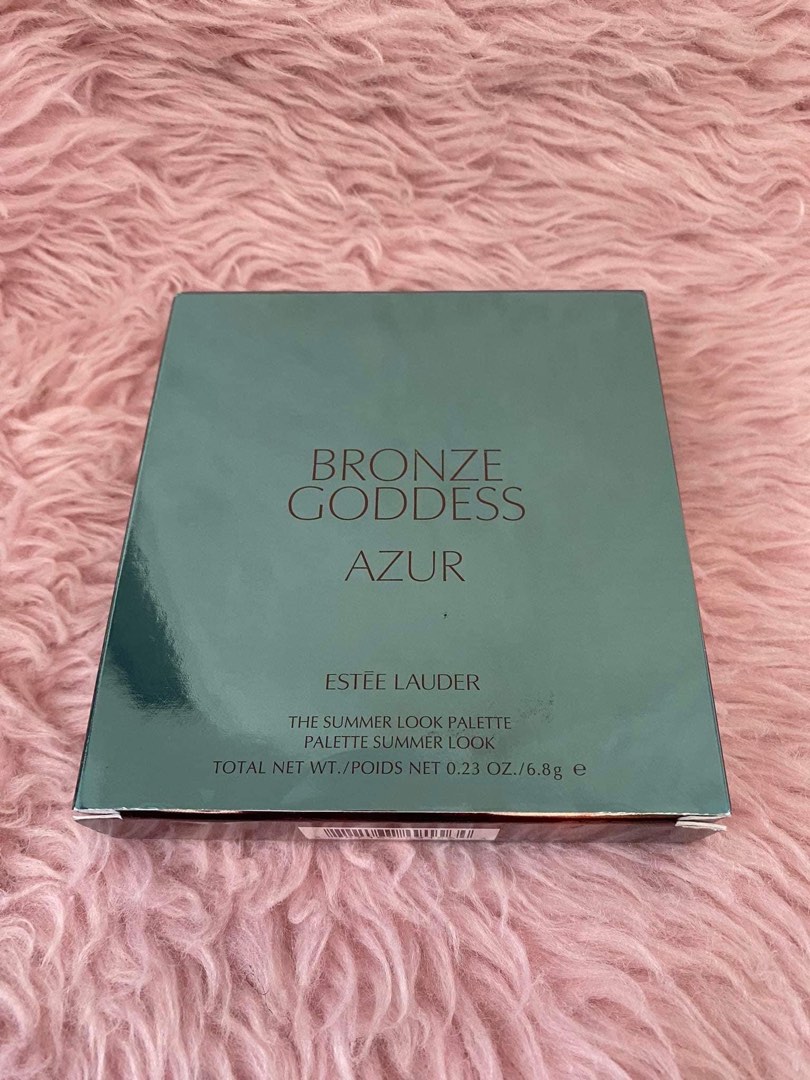 BRONZE
GODDESS
AZUR
ESTĒE LAUDER
THE SUMMER LOOK PALETTE
PALETTE SUMMER LOOK
TOTAL NET WT./POIDS NET 0.23 OZ./6.8g ℮